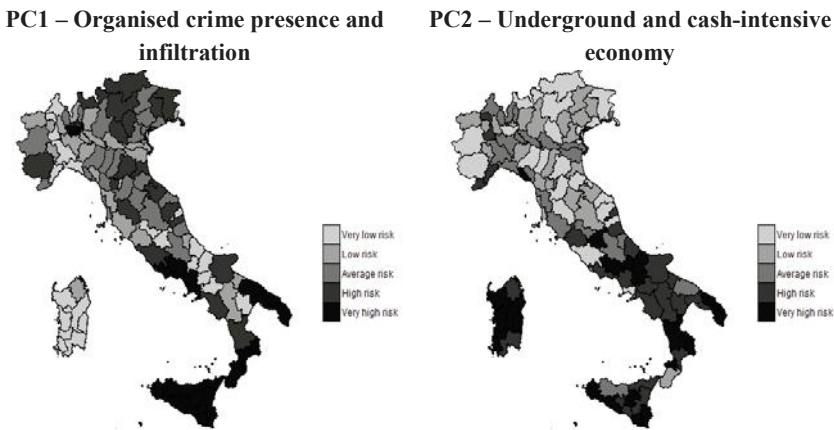 PC1 – Organised crime presence and
infiltration
PC2 – Underground and cash-intensive
economy
Very low risk
Low risk
Average risk
High risk
Very high risk
Very low risk
Low risk
Average risk
High risk
Very high risk